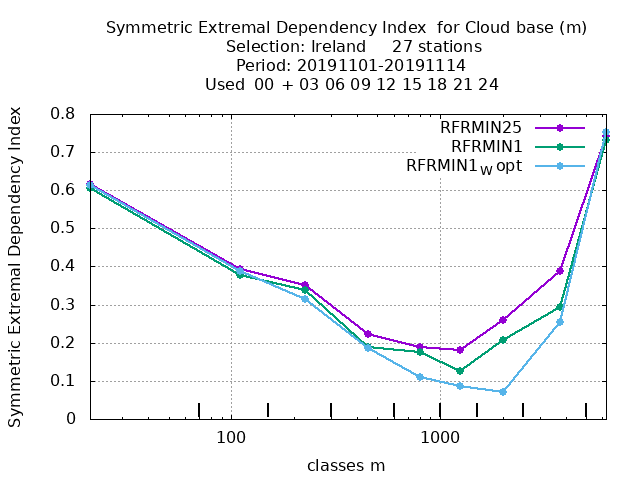 Symmetric Extremal Dependency Index  for Cloud base (m)
Selection: Ireland     27 stations
Period: 20191101-20191114
Used  00 + 03 06 09 12 15 18 21 24
Symmetric Extremal Dependency Index
0.8
0.7
0.6
0.5
0.4
0.3
0.2
0.1
0
RFRMIN25
RFRMIN1
RFRMIN1W opt
100
1000
classes m